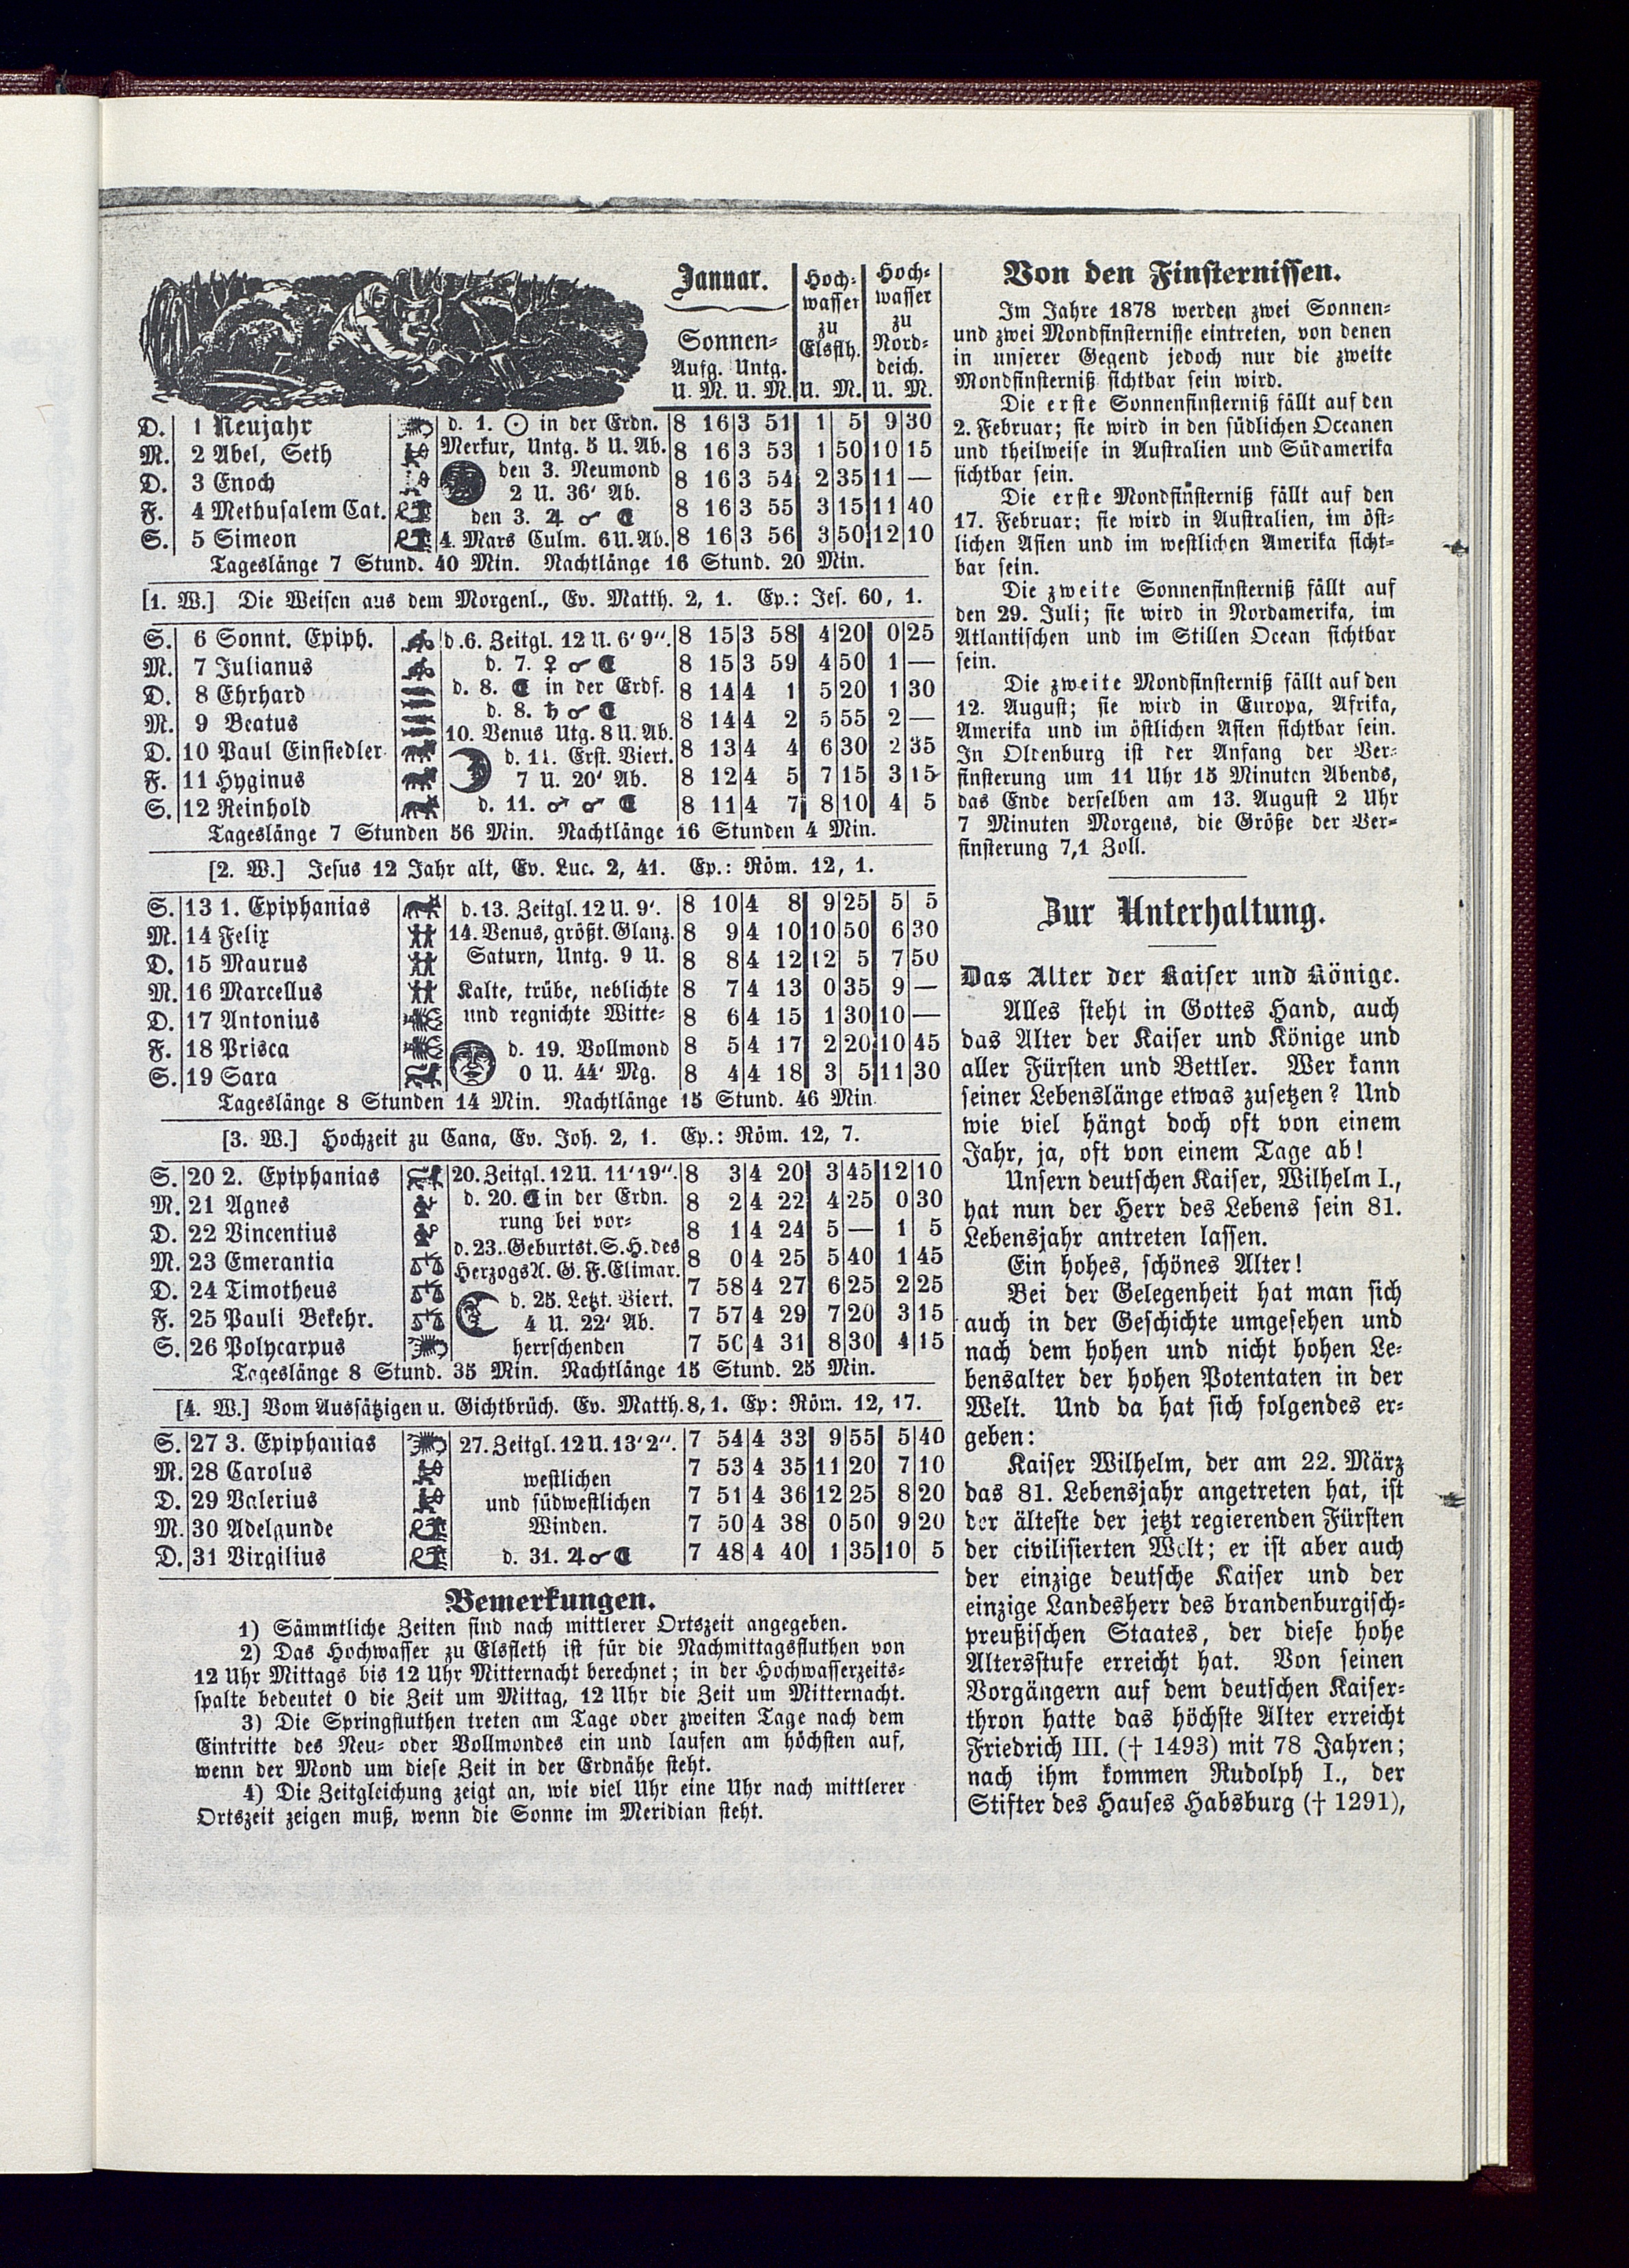 Januar.
Sonnen-
Aufg. Untg.
U. M. U. M.
Hoch-
wasser
zu
Elsflh.
U. M.
Hoch-
wasser
zu
Nord-
deich.
U. M.
D. 1 Neujahr d. 1. ☉ in der Erdn. 8 16 3 51 1 5 9 30
M. 2 Abel, Seth Merkur, Untg. 5 U. Ab. 8 16 3 53 1 50 10 15
D. 3 Enoch den 3. Neumond 2 U. 36' Ab. 8 16 3 54 2 35 11 —
F. 4 Methusalem Cat. den 3. ♃ ☌ ☾ 8 16 3 55 3 15 11 40
S. 5 Simeon 4. Mars Culm. 6 U. Ab. 8 16 3 56 3 50 12 10
Tageslänge 7 Stund. 40 Min. Nachtlänge 16 Stund. 20 Min.
[1. W.] Die Weisen aus dem Morgenl., Ev. Matth. 2, 1. Ep.: Jes. 60, 1.
S. 6 Sonnt. Epiph. d. 6. Zeitgl. 12 U. 6' 9''. 8 15 3 58 4 20 0 25
M. 7 Julianus d. 7. ♀ ☌ ☾ 8 15 3 59 4 50 1 —
D. 8 Ehrhard d. 8. ☾ in der Erdf. 8 14 4 1 5 20 1 30
d. 8. ♄ ☌ ☾
M. 9 Beatus 10. Venus Utg. 8 U. Ab. 8 14 4 2 5 55 2 —
D. 10 Paul Einsiedler d. 11. Erst. Viert. 8 13 4 4 6 30 2 35
F. 11 Hyginus 7 U. 20' Ab. 8 12 4 5 7 15 3 15
S. 12 Reinhold d. 11. ♂ ☌ ☾ 8 11 4 7 8 10 4 5
Tageslänge 7 Stunden 56 Min. Nachtlänge 16 Stunden 4 Min.
[2. W.] Jesus 12 Jahr alt, Ev. Luc. 2, 41. Ep.: Röm. 12, 1.
S. 13 1. Epiphanias d. 13. Zeitgl. 12 U. 9'. 8 10 4 8 9 25 5 5
M. 14 Felix 14. Venus, größt. Glanz. 8 9 4 10 10 50 6 30
D. 15 Maurus Saturn, Untg. 9 U. 8 8 4 12 12 5 7 50
M. 16 Marcellus Kalte, trübe, neblichte 8 7 4 13 0 35 9 —
D. 17 Antonius und regnichte Witte- 8 6 4 15 1 30 10 —
F. 18 Prisca d. 19. Vollmond 8 5 4 17 2 20 10 45
S. 19 Sara 0 U. 44' Mg. 8 4 4 18 3 5 11 30
Tageslänge 8 Stunden 14 Min. Nachtlänge 15 Stund. 46 Min.
[3. W.] Hochzeit zu Cana, Ev. Joh. 2, 1. Ep.: Röm. 12, 7.
S. 20 2. Epiphanias 20. Zeitgl. 12 U. 11' 19''. 8 3 4 20 3 45 12 10
M. 21 Agnes d. 20. ☾ in der Erdn. 8 2 4 22 4 25 0 30
rung bei vor-
D. 22 Vincentius 8 1 4 24 5 — 1 5
M. 23 Emerantia d. 23. Geburtst. S. H. des Herzogs A. G. F. Elimar. 8 0 4 25 5 40 1 45
D. 24 Timotheus d. 25. Letzt. Viert. 7 58 4 27 6 25 2 25
F. 25 Pauli Bekehr. 4 U. 22' Ab. 7 57 4 29 7 20 3 15
S. 26 Polycarpus herrschenden 7 56 4 31 8 30 4 15
Tageslänge 8 Stund. 35 Min. Nachtlänge 15 Stund. 25 Min.
[4. W.] Vom Aussätzigen u. Gichtbrüch. Ev. Matth. 8, 1. Ep: Röm. 12, 17.
S. 27 3. Epiphanias 27. Zeitgl. 12 U. 13' 2''. 7 54 4 33 9 55 5 40
M. 28 Carolus westlichen 7 53 4 35 11 20 7 10
D. 29 Valerius und südwestlichen 7 51 4 36 12 25 8 20
M. 30 Adelgunde Winden. 7 50 4 38 0 50 9 20
D. 31 Virgilius d. 31. ♃ ☌ ☾ 7 48 4 40 1 35 10 5
Bemerkungen.
1) Sämmtliche Zeiten sind nach mittlerer Ortszeit angegeben.
2) Das Hochwasser zu Elsfleth ist für die Nachmittagsfluthen von
12 Uhr Mittags bis 12 Uhr Mitternacht berechnet; in der Hochwasserzeits-
spalte bedeutet 0 die Zeit um Mittag, 12 Uhr die Zeit um Mitternacht.
3) Die Springfluthen treten am Tage oder zweiten Tage nach dem
Eintritte des Neu- oder Vollmondes ein und laufen am höchsten auf,
wenn der Mond um diese Zeit in der Erdnähe steht.
4) Die Zeitgleichung zeigt an, wie viel Uhr eine Uhr nach mittlerer
Ortszeit zeigen muß, wenn die Sonne im Meridian steht.
Von den Finsternissen.
Im Jahre 1878 werden zwei Sonnen-
und zwei Mondfinsternisse eintreten, von denen
in unserer Gegend jedoch nur die zweite
Mondfinsterniß sichtbar sein wird.
Die erste Sonnenfinsterniß fällt auf den
2. Februar; sie wird in den südlichen Oceanen
und theilweise in Australien und Südamerika
sichtbar sein.
Die erste Mondfinsterniß fällt auf den
17. Februar; sie wird in Australien, im öst-
lichen Asien und im westlichen Amerika sicht-
bar sein.
Die zweite Sonnenfinsterniß fällt auf
den 29. Juli; sie wird in Nordamerika, im
Atlantischen und im Stillen Ocean sichtbar
sein.
Die zweite Mondfinsterniß fällt auf den
12. August; sie wird in Europa, Afrika,
Amerika und im östlichen Asien sichtbar sein.
In Oldenburg ist der Anfang der Ver-
finsterung um 11 Uhr 15 Minuten Abends,
das Ende derselben am 13. August 2 Uhr
7 Minuten Morgens, die Größe der Ver-
finsterung 7,1 Zoll.
Zur Unterhaltung.
Das Alter der Kaiser und Könige.
Alles steht in Gottes Hand, auch
das Alter der Kaiser und Könige und
aller Fürsten und Bettler. Wer kann
seiner Lebenslänge etwas zusetzen? Und
wie viel hängt doch oft von einem
Jahr, ja, oft von einem Tage ab!
Unsern deutschen Kaiser, Wilhelm I.,
hat nun der Herr des Lebens sein 81.
Lebensjahr antreten lassen.
Ein hohes, schönes Alter!
Bei der Gelegenheit hat man sich
auch in der Geschichte umgesehen und
nach dem hohen und nicht hohen Le-
bensalter der hohen Potentaten in der
Welt. Und da hat sich folgendes er-
geben:
Kaiser Wilhelm, der am 22. März
das 81. Lebensjahr angetreten hat, ist
der älteste der jetzt regierenden Fürsten
der civilisierten Welt; er ist aber auch
der einzige deutsche Kaiser und der
einzige Landesherr des brandenburgisch-
preußischen Staates, der diese hohe
Altersstufe erreicht hat. Von seinen
Vorgängern auf dem deutschen Kaiser-
thron hatte das höchste Alter erreicht
Friedrich III. († 1493) mit 78 Jahren;
nach ihm kommen Rudolph I., der
Stifter des Hauses Habsburg († 1291),